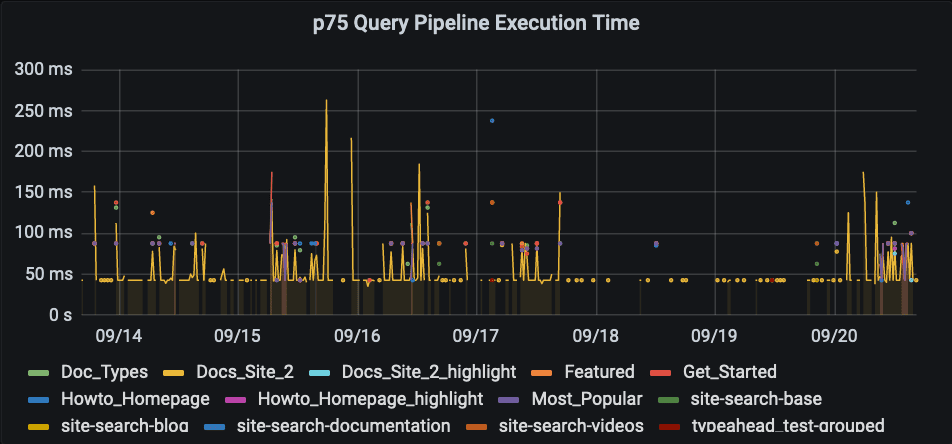 p75 Query Pipeline Execution Time
300 ms
250 ms
200 ms
150 ms
100 ms
50 ms
0 s
09/14 09/15 09/16 09/17 09/18 09/19 09/20
Doc_Types Docs_Site_2 Docs_Site_2_highlight Featured Get_Started
Howto_Homepage Howto_Homepage_highlight Most_Popular site-search-base
site-search-blog site-search-documentation site-search-videos typeahead_test-grouped